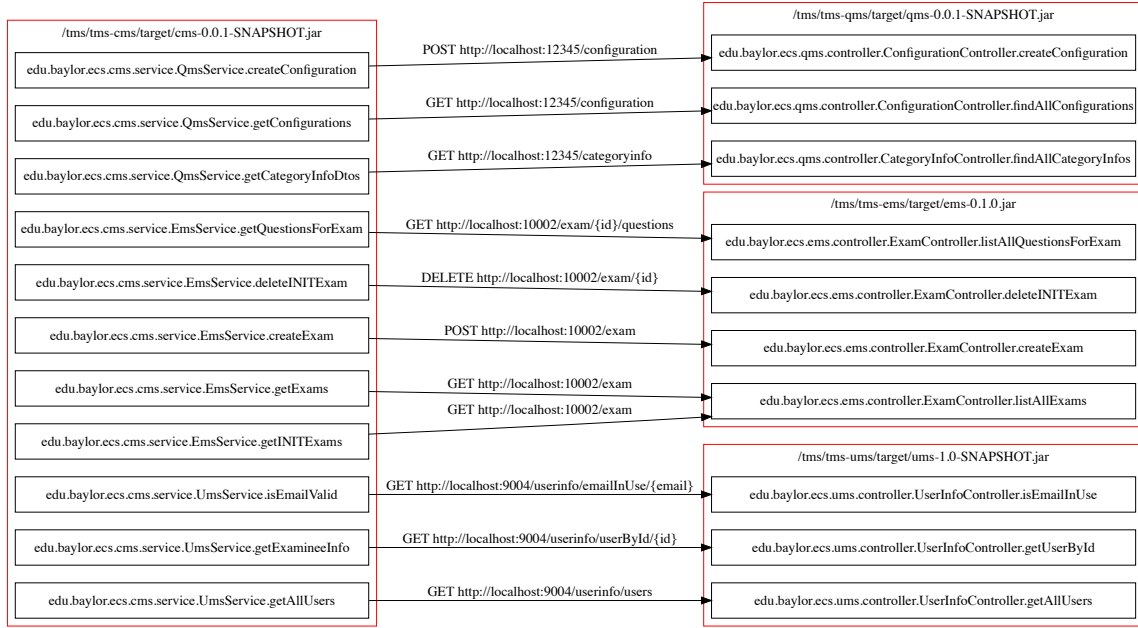 /tms/tms-cms/target/cms-0.0.1-SNAPSHOT.jar
edu.baylor.ecs.cms.service.QmsService.createConfiguration
edu.baylor.ecs.cms.service.QmsService.getConfigurations
edu.baylor.ecs.cms.service.QmsService.getCategoryInfoDtos
edu.baylor.ecs.cms.service.EmsService.getQuestionsForExam
edu.baylor.ecs.cms.service.EmsService.deleteINITExam
edu.baylor.ecs.cms.service.EmsService.createExam
edu.baylor.ecs.cms.service.EmsService.getExams
edu.baylor.ecs.cms.service.EmsService.getINITExams
edu.baylor.ecs.cms.service.UmsService.isEmailValid
edu.baylor.ecs.cms.service.UmsService.getExamineeInfo
edu.baylor.ecs.cms.service.UmsService.getAllUsers
POST http://localhost:12345/configuration
GET http://localhost:12345/configuration
GET http://localhost:12345/categoryinfo
GET http://localhost:10002/exam/{id}/questions
DELETE http://localhost:10002/exam/{id}
POST http://localhost:10002/exam
GET http://localhost:10002/exam
GET http://localhost:10002/exam
GET http://localhost:9004/userinfo/emailInUse/{email}
GET http://localhost:9004/userinfo/userById/{id}
GET http://localhost:9004/userinfo/users
/tms/tms-qms/target/qms-0.0.1-SNAPSHOT.jar
edu.baylor.ecs.qms.controller.ConfigurationController.createConfiguration
edu.baylor.ecs.qms.controller.ConfigurationController.findAllConfigurations
edu.baylor.ecs.qms.controller.CategoryInfoController.findAllCategoryInfos
/tms/tms-ems/target/ems-0.1.0.jar
edu.baylor.ecs.ems.controller.ExamController.listAllQuestionsForExam
edu.baylor.ecs.ems.controller.ExamController.deleteINITExam
edu.baylor.ecs.ems.controller.ExamController.createExam
edu.baylor.ecs.ems.controller.ExamController.listAllExams
/tms/tms-ums/target/ums-1.0-SNAPSHOT.jar
edu.baylor.ecs.ums.controller.UserInfoController.isEmailInUse
edu.baylor.ecs.ums.controller.UserInfoController.getUserById
edu.baylor.ecs.ums.controller.UserInfoController.getAllUsers